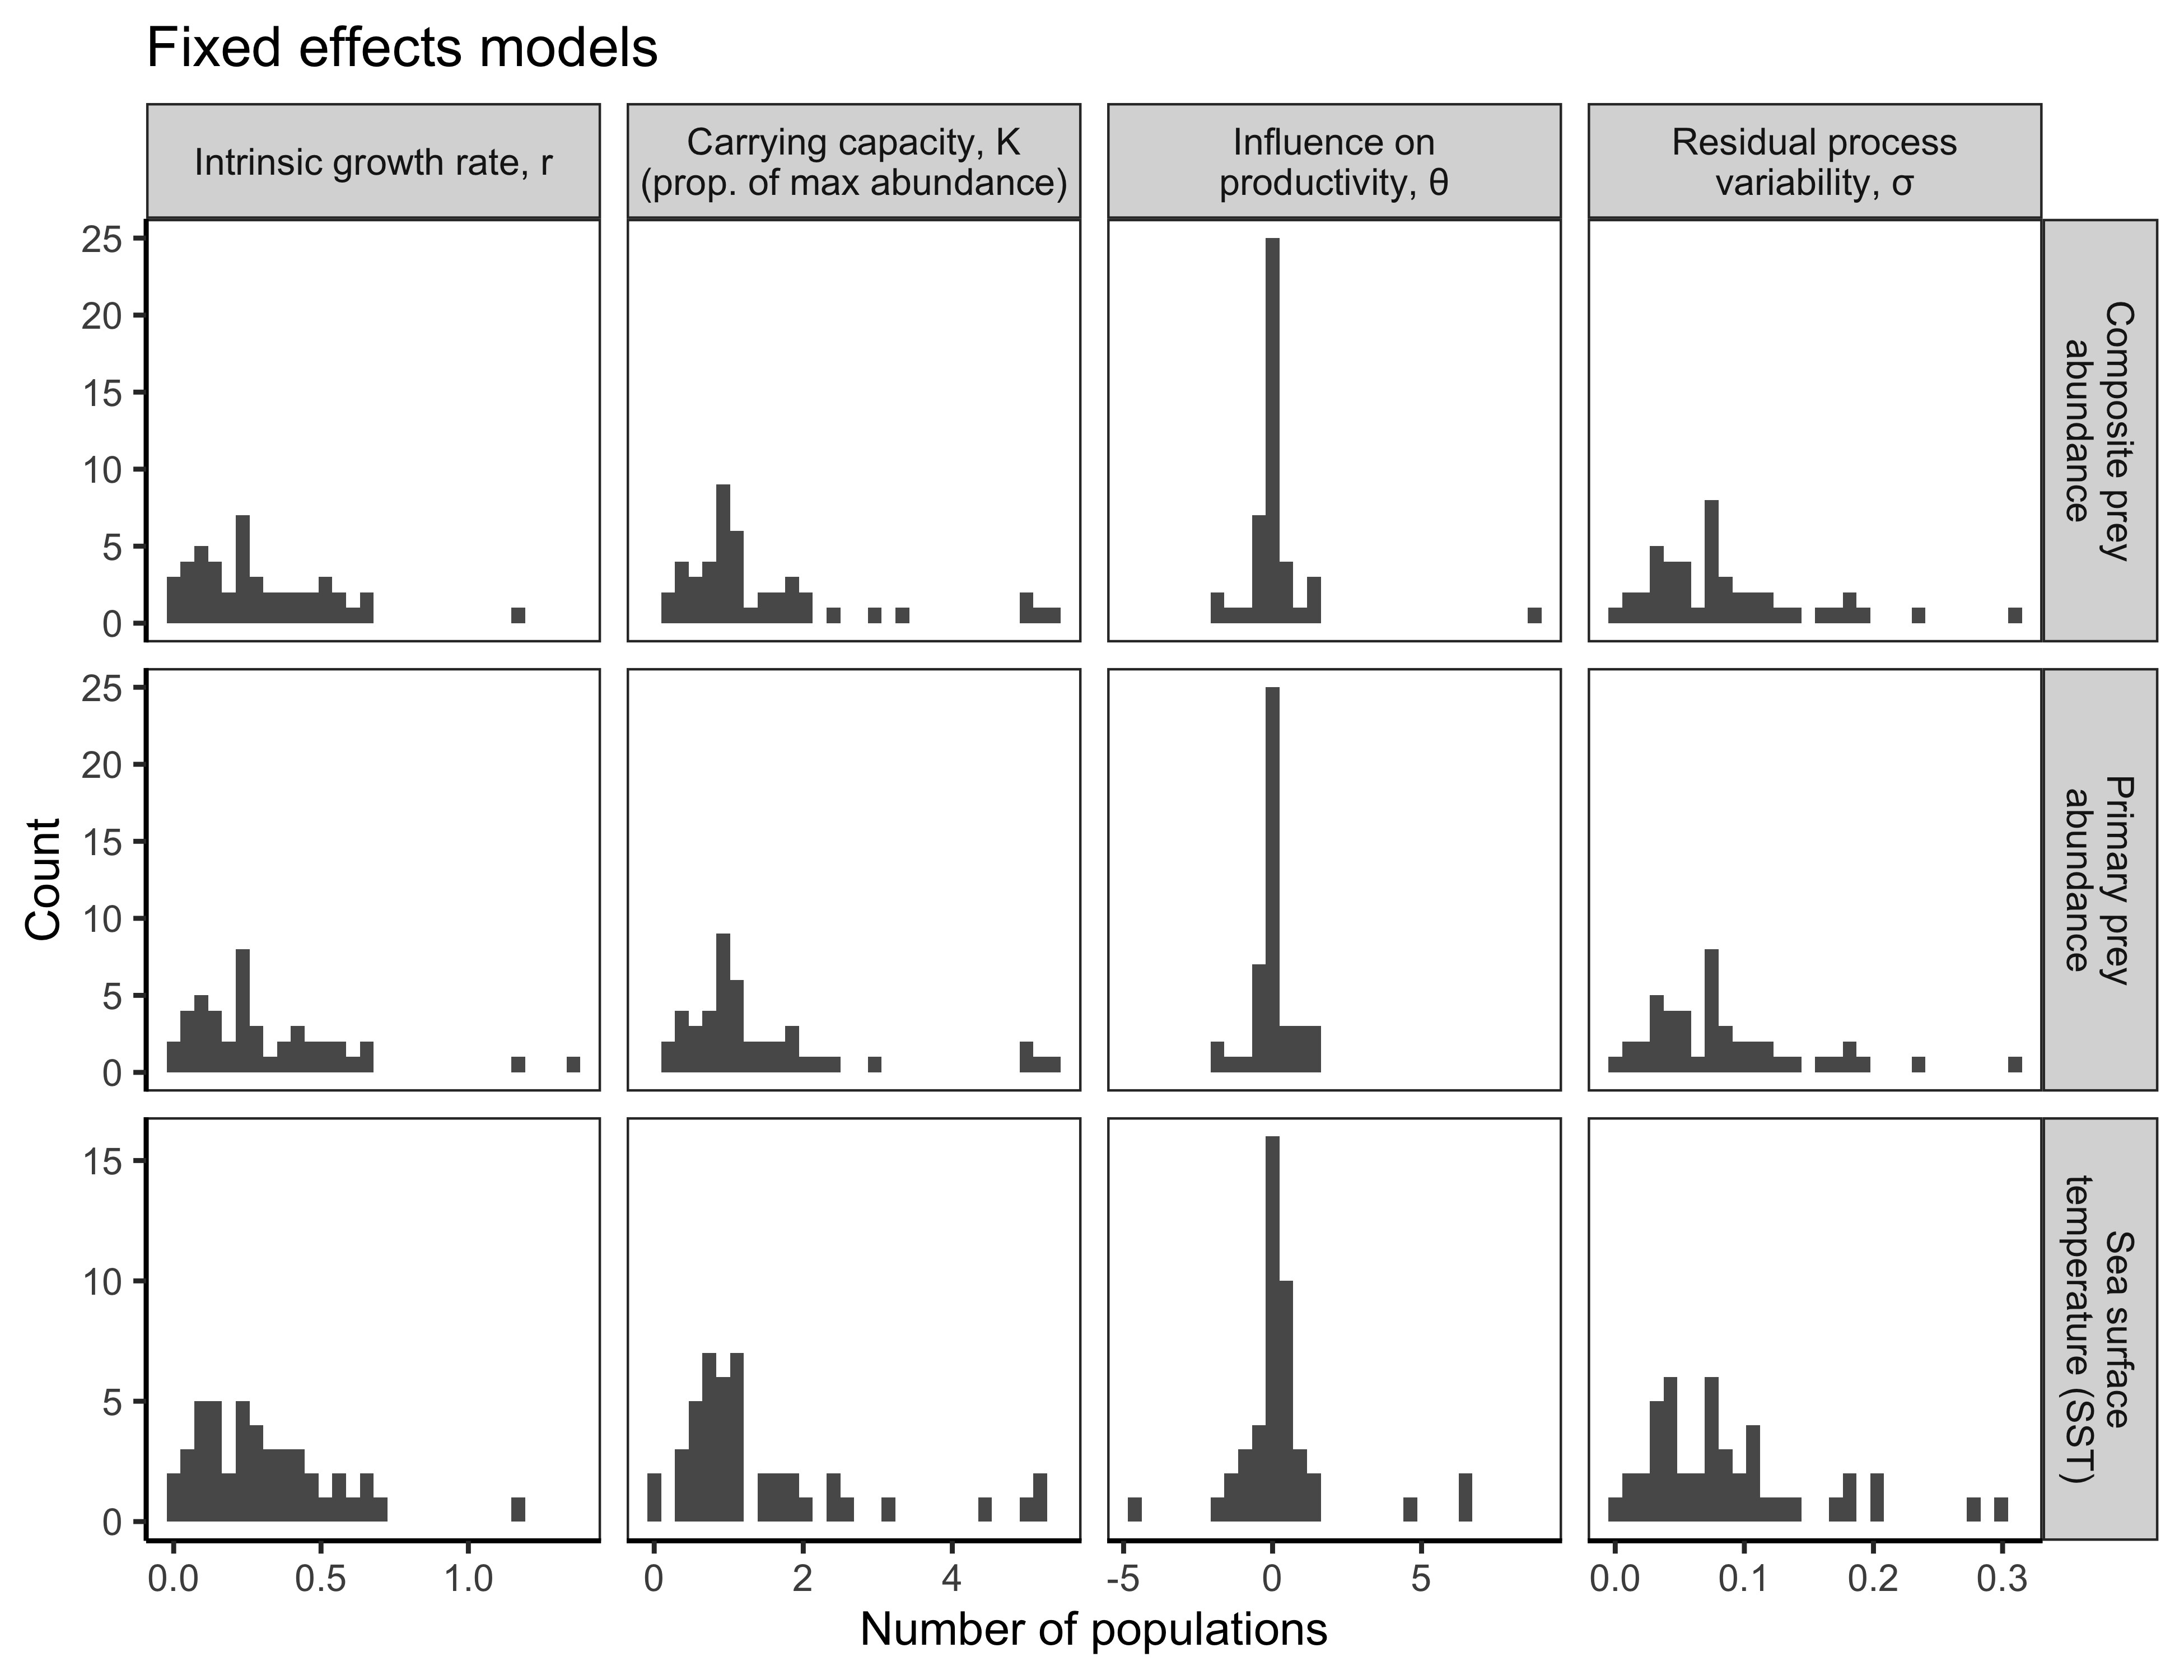 Fixed effects models
Intrinsic growth rate, r
Carrying capacity, K
(prop. of max abundance)
Influence on
productivity, θ
Residual process
variability, σ
25
20
15
10
5
0
Composite prey
abundance
25
20
15
10
5
0
Primary prey
abundance
15
10
5
0
Sea surface
temperature (SST)
Count
0.0 0.5 1.0
0 2 4
-5 0 5
0.0 0.1 0.2 0.3
Number of populations